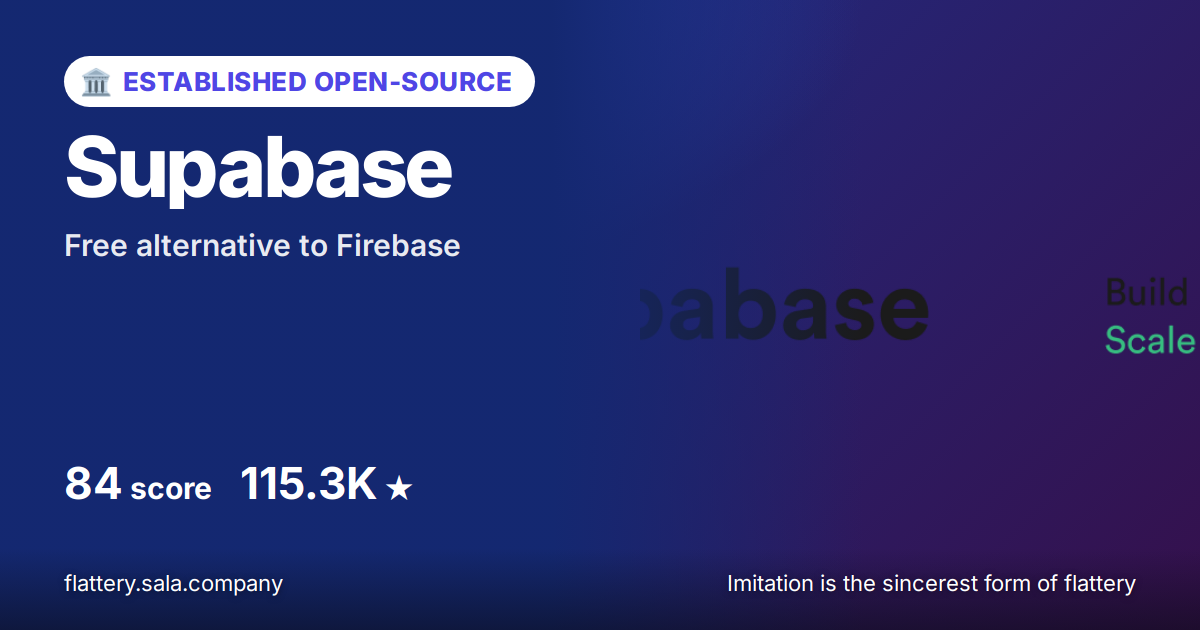 ESTABLISHED OPEN-SOURCE
Supabase
Free alternative to Firebase
abase
Build
Scale
84 score 115.3K ★
flattery.sala.company
Imitation is the sincerest form of flattery